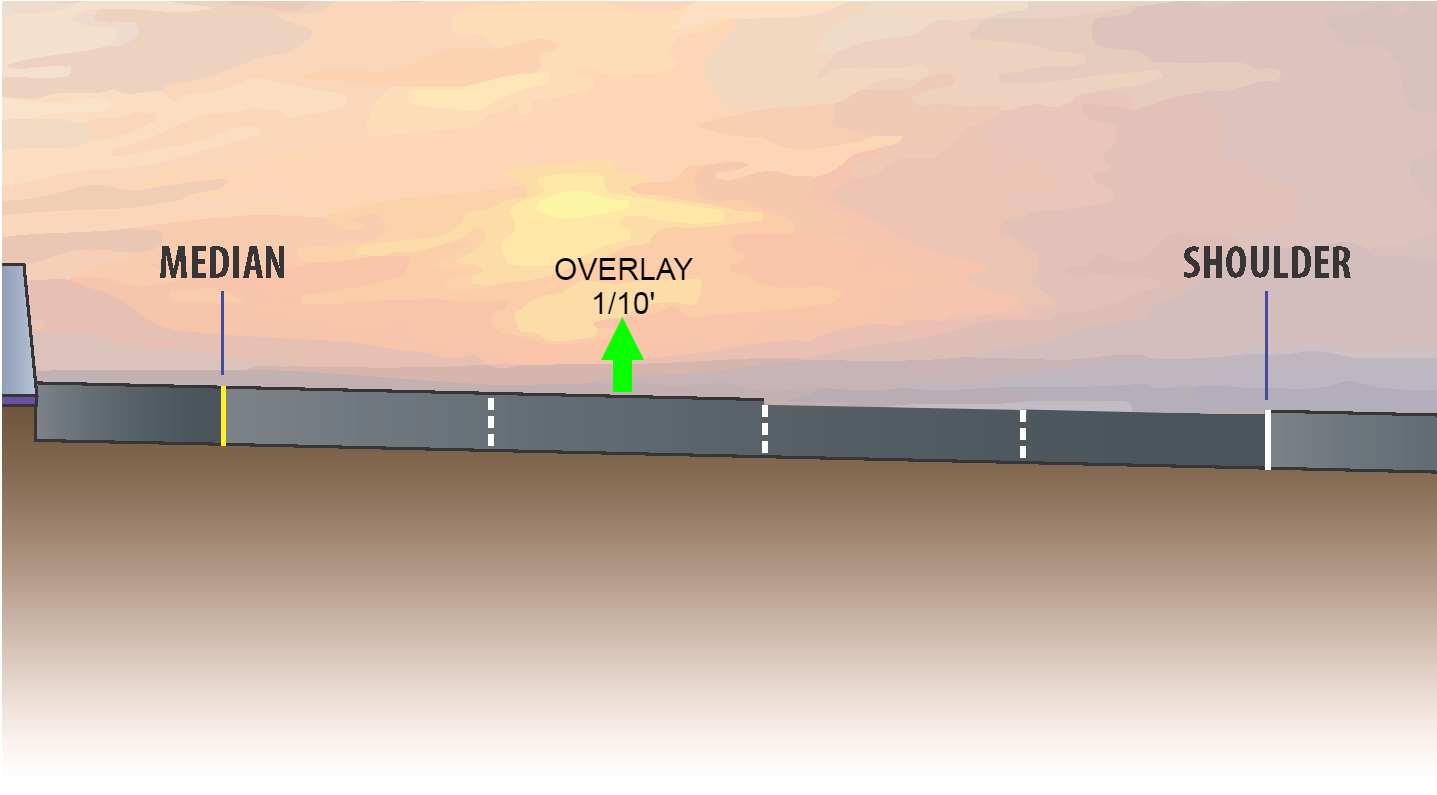 MEDIAN
OVERLAY
1/10'
SHOULDER